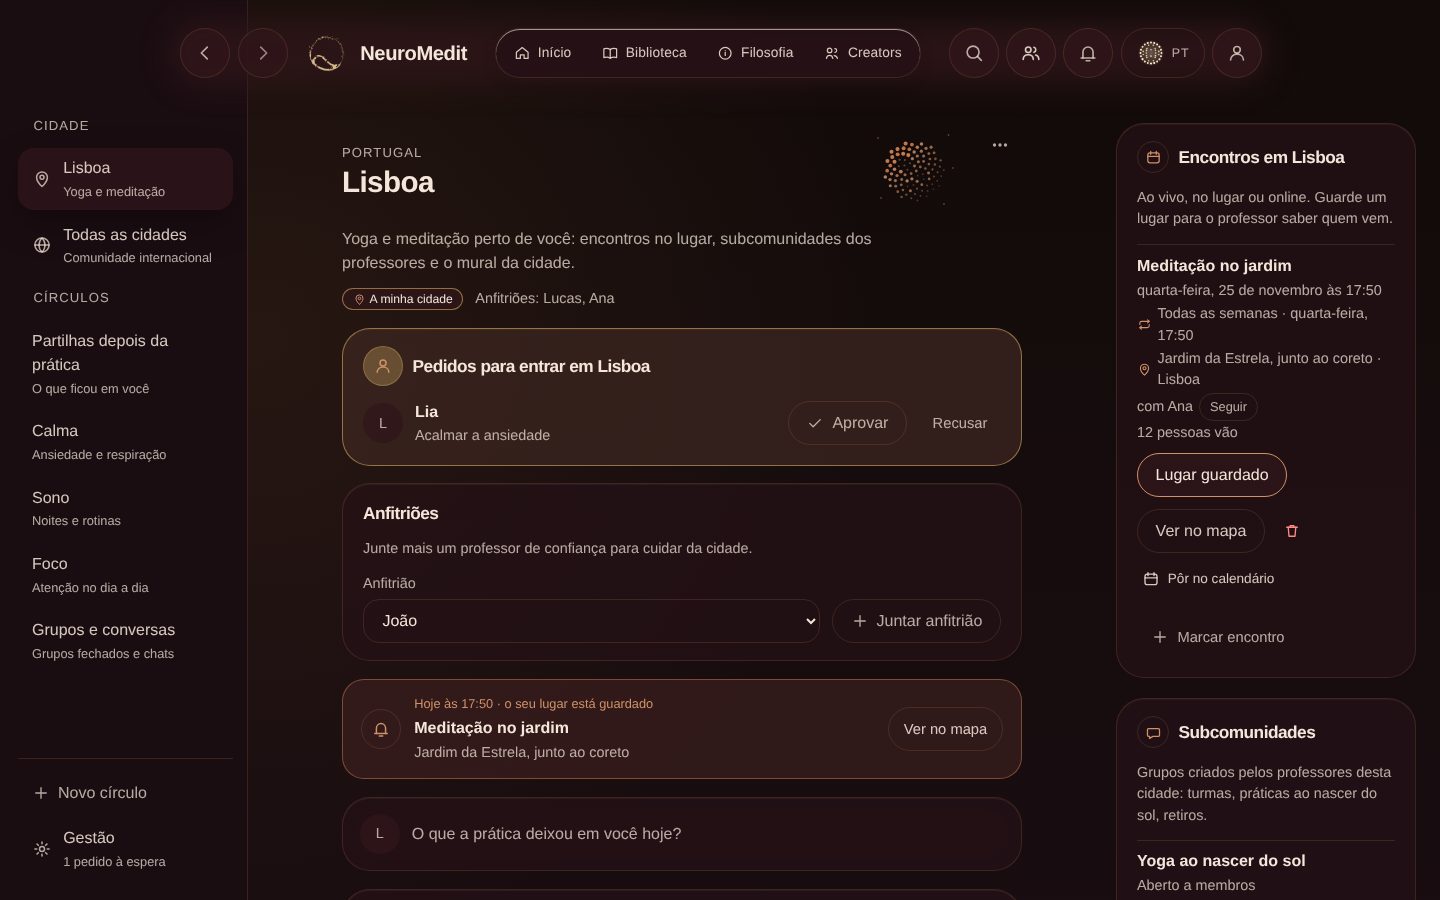 NeuroMedit
Início
Biblioteca
Filosofia
Creators
PT
CIDADE
Lisboa
Yoga e meditação
Todas as cidades
Comunidade internacional
CÍRCULOS
Partilhas depois da
prática
O que ficou em você
Calma
Ansiedade e respiração
Sono
Noites e rotinas
Foco
Atenção no dia a dia
Grupos e conversas
Grupos fechados e chats
Novo círculo
Gestão
1 pedido à espera
PORTUGAL
Lisboa
Yoga e meditação perto de você: encontros no lugar, subcomunidades dos
professores e o mural da cidade.
A minha cidade
Anfitriões: Lucas, Ana
Pedidos para entrar em Lisboa
L
Lia
Acalmar a ansiedade
Aprovar
Recusar
Anfitriões
Junte mais um professor de confiança para cuidar da cidade.
Anfitrião
João
Juntar anfitrião
Hoje às 17:50 · o seu lugar está guardado
Meditação no jardim
Jardim da Estrela, junto ao coreto
Ver no mapa
L
O que a prática deixou em você hoje?
Encontros em Lisboa
Ao vivo, no lugar ou online. Guarde um
lugar para o professor saber quem vem.
Meditação no jardim
quarta-feira, 25 de novembro às 17:50
Todas as semanas · quarta-feira,
17:50
Jardim da Estrela, junto ao coreto ·
Lisboa
com Ana
Seguir
12 pessoas vão
Lugar guardado
Ver no mapa
Pôr no calendário
Marcar encontro
Subcomunidades
Grupos criados pelos professores desta
cidade: turmas, práticas ao nascer do
sol, retiros.
Yoga ao nascer do sol
Aberto a membros